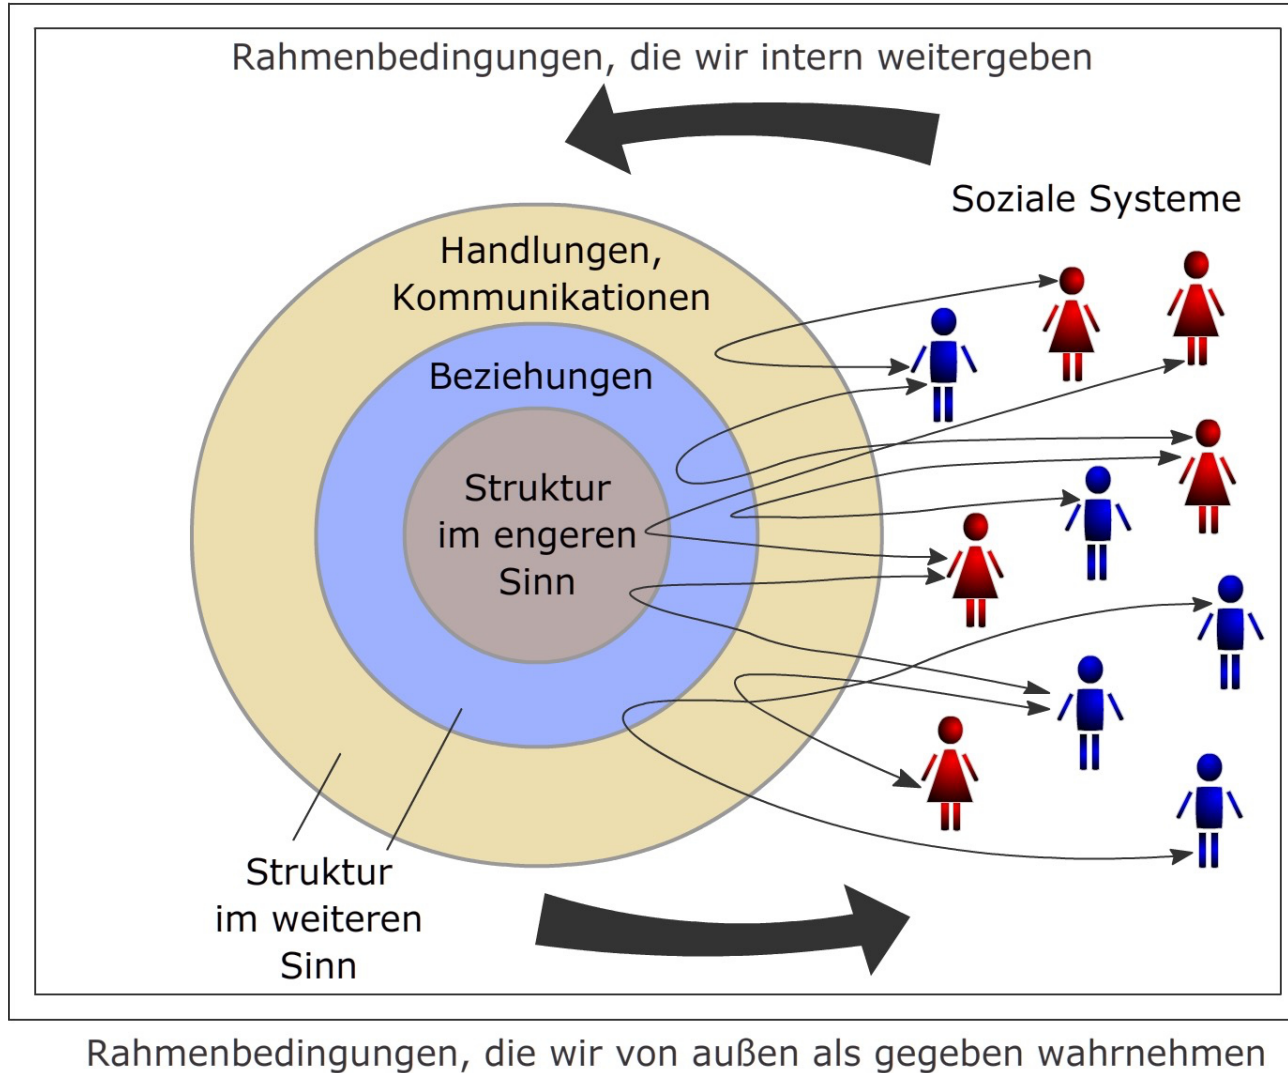 Rahmenbedingungen, die wir intern weitergeben
Soziale Systeme
Handlungen,
Kommunikationen
Beziehungen
Struktur
im engeren
Sinn
Struktur
im weiteren
Sinn
Rahmenbedingungen, die wir von außen als gegeben wahrnehmen